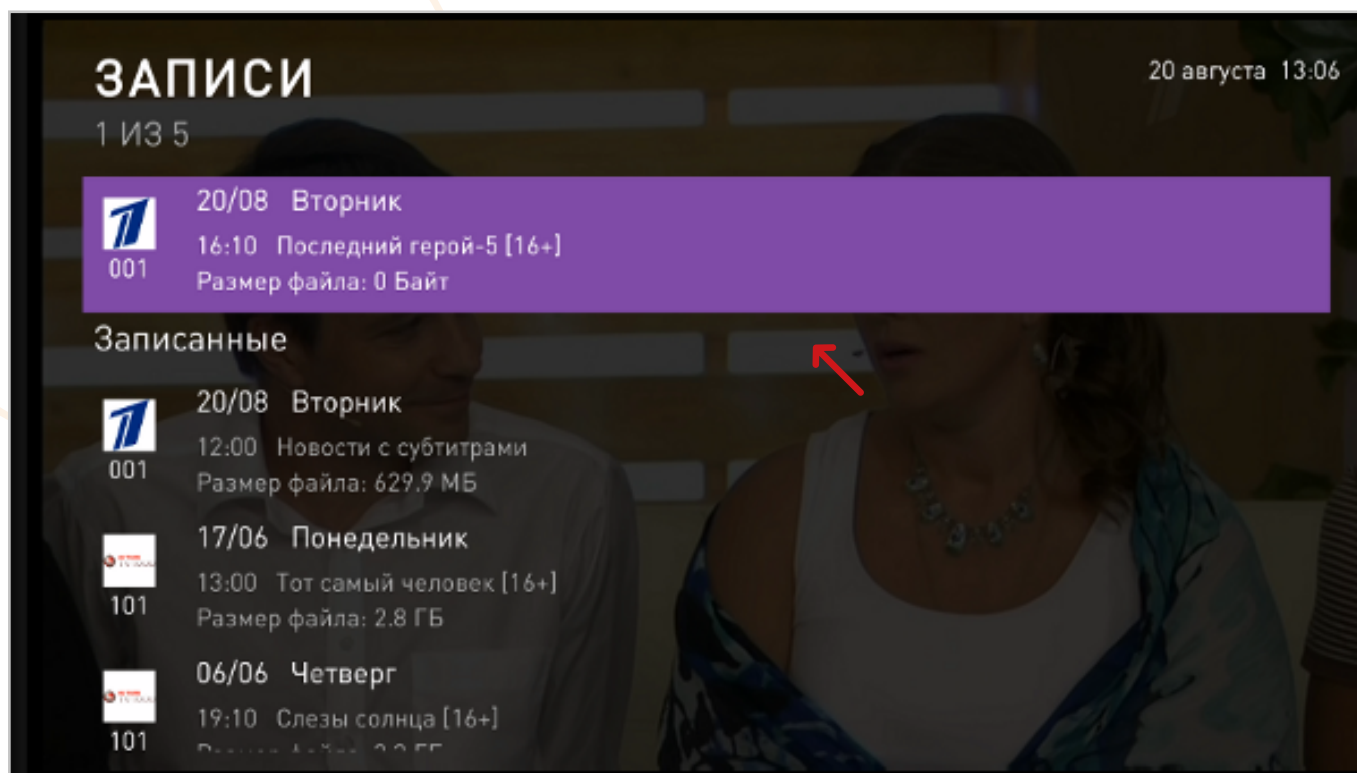 ЗАПИСИ
20 августа 13:06
1 ИЗ 5
20/08 Вторник
16:10 Последний герой-5 [16+]
001
Размер файла: 0 Байт
Записанные
20/08 Вторник
12:00 Новости с субтитрами
001
Размер файла: 629.9 МБ
17/06 Понедельник
13:00 Тот самый человек [16+]
101
Размер файла: 2.8 ГБ
06/06 Четверг
19:10 Слезы солнца [16+]
101